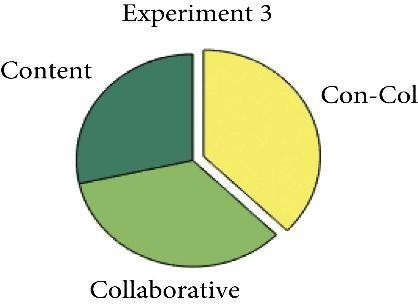 Experiment 3
Content
Con-Col
Collaborative